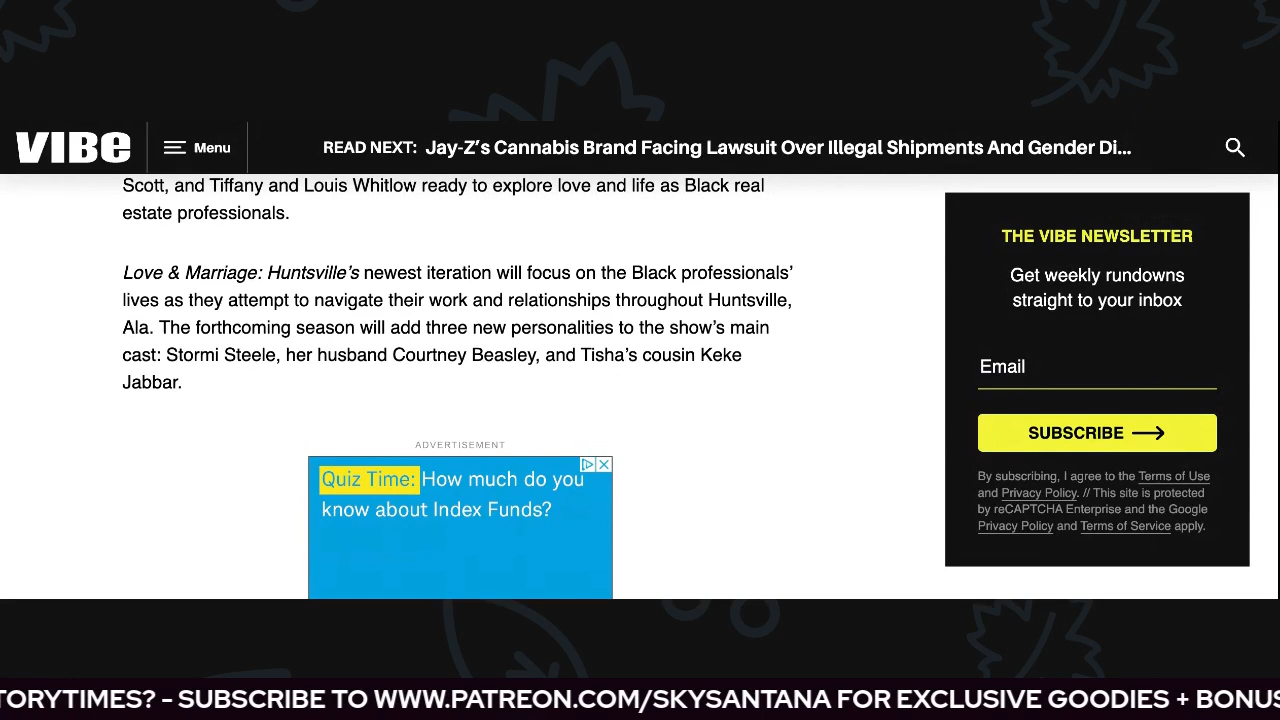 VIBE
Menu
READ NEXT: Jay-Z's Cannabis Brand Facing Lawsuit Over Illegal Shipments And Gender Di...
Scott, and Tiffany and Louis Whitlow ready to explore love and life as Black real
estate professionals.
Love & Marriage: Huntsville's newest iteration will focus on the Black professionals'
lives as they attempt to navigate their work and relationships throughout Huntsville,
Ala. The forthcoming season will add three new personalities to the show's main
cast: Stormi Steele, her husband Courtney Beasley, and Tisha's cousin Keke
Jabbar.
ADVERTISEMENT
Quiz Time: How much do you
know about Index Funds?
THE VIBE NEWSLETTER
Get weekly rundowns
straight to your inbox
Email
SUBSCRIBE
By subscribing, I agree to the Terms of Use
and Privacy Policy. // This site is protected
by reCAPTCHA Enterprise and the Google
Privacy Policy and Terms of Service apply.
TORYTIMES? - SUBSCRIBE TO WWW.PATREON.COM/SKYSANTANA FOR EXCLUSIVE GOODIES + BONUS